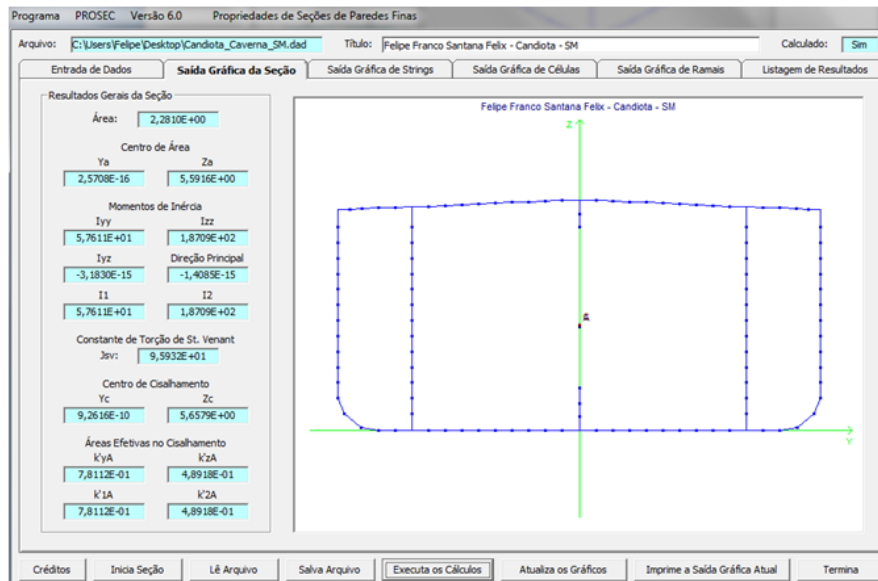 Programa PROSEC Versão 6.0 Propriedades de Seções de Paredes Finas
Arquivo: C:\Users\Felipe\Desktop\Candiota_Caverna_SM.dad Título: Felipe Franco Santana Felix - Candiota - SM Calculado: Sim
Entrada de Dados Saída Gráfica da Seção Saída Gráfica de Strings Saída Gráfica de Células Saída Gráfica de Ramais Listagem de Resultados
Resultados Gerais da Seção
Felipe Franco Santana Felix - Candiota - SM
Área: 2,2810E+00
Z
Centro de Área
Ya Za
2,5708E-16 5,5916E+00
Momentos de Inércia
Iyy Izz
5,7611E+01 1,8709E+02
Iyz Direção Principal
-3,1830E-15 -1,4085E-15
I1 I2
5,7611E+01 1,8709E+02
Constante de Torção de St. Venant
Jsv: 9,5932E+01
Centro de Cisalhamento
Yc Zc
9,2616E-10 5,6579E+00
Y
Áreas Efetivas no Cisalhamento
k'yA k'zA
7,8112E-01 4,8918E-01
k'1A k'2A
7,8112E-01 4,8918E-01
Créditos Inicia Seção Lê Arquivo Salva Arquivo Executa os Cálculos Atualiza os Gráficos Imprime a Saída Gráfica Atual Termina